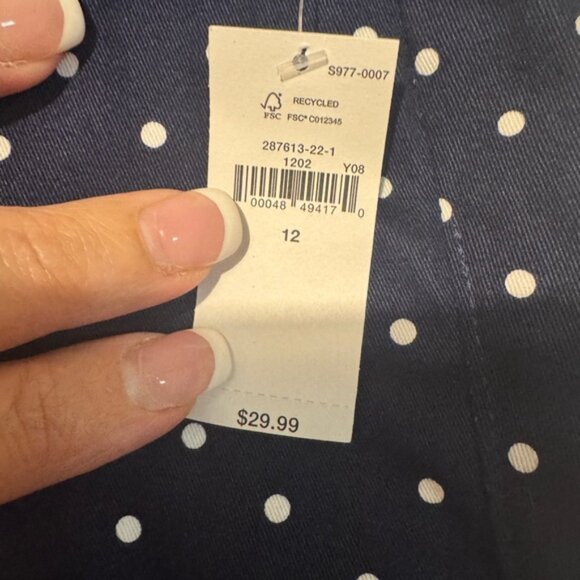 S977-0007
RECYCLED
FSC FSC® C012345
287613-22-1
1202 Y08
00048 49417 0
12
$29.99